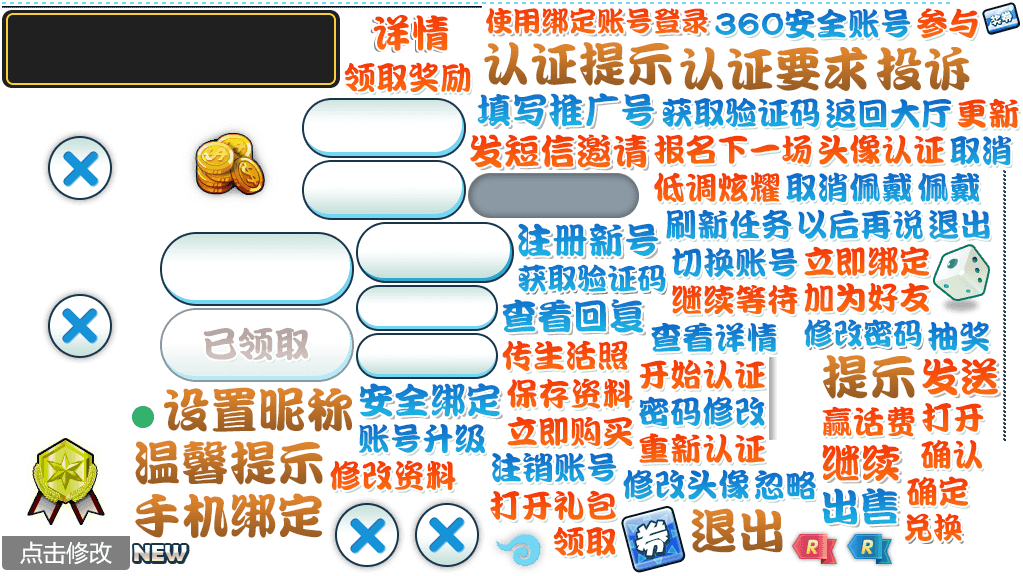 详情
使用绑定账号登录 360安全账号 参与 奖券
领取奖励
认证提示 认证要求 投诉
填写推广号 获取验证码 返回大厅 更新
发短信邀请 报名下一场 头像认证 取消
低调炫耀 取消佩戴 佩戴
刷新任务 以后再说 退出
注册新号
切换账号 立即绑定
获取验证码
继续等待 加为好友
查看回复
查看详情 修改密码 抽奖
已领取
传生活照
开始认证 提示 发送
设置昵称 安全绑定 保存资料
密码修改 赢话费 打开
账号升级 立即购买
重新认证 继续 确认
温馨提示 修改资料 注销账号
修改头像 忽略 出售 确定
手机绑定 打开礼包
领取 券 退出 兑换
点击修改 NEW R R